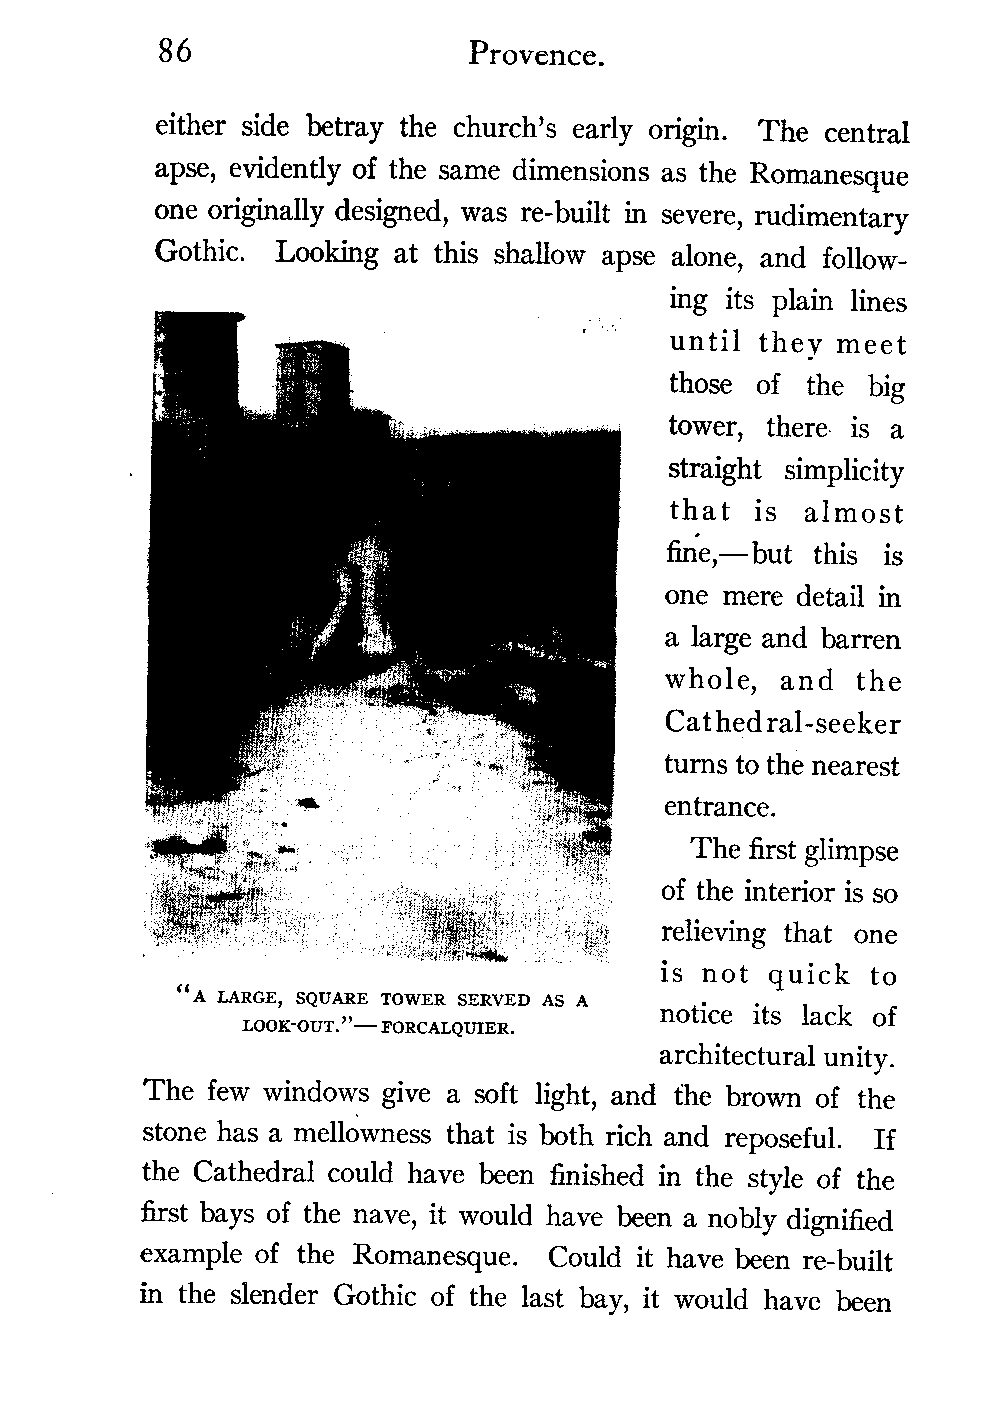 86 Provence.
either side betray the church's early origin. The central
apse, evidently of the same dimensions as the Romanesque
one originally designed, was re-built in severe, rudimentary
Gothic. Looking at this shallow apse alone, and follow-
ing its plain lines
until they meet
those of the big
tower, there is a
straight simplicity
that is almost
fine,—but this is
one mere detail in
a large and barren
whole, and the
Cathedral-seeker
turns to the nearest
entrance.
The first glimpse
of the interior is so
relieving that one
is not quick to
notice its lack of
architectural unity.
"A LARGE, SQUARE TOWER SERVED AS A
LOOK-OUT."—FORCALQUIER.
The few windows give a soft light, and the brown of the
stone has a mellowness that is both rich and reposeful. If
the Cathedral could have been finished in the style of the
first bays of the nave, it would have been a nobly dignified
example of the Romanesque. Could it have been re-built
in the slender Gothic of the last bay, it would have been